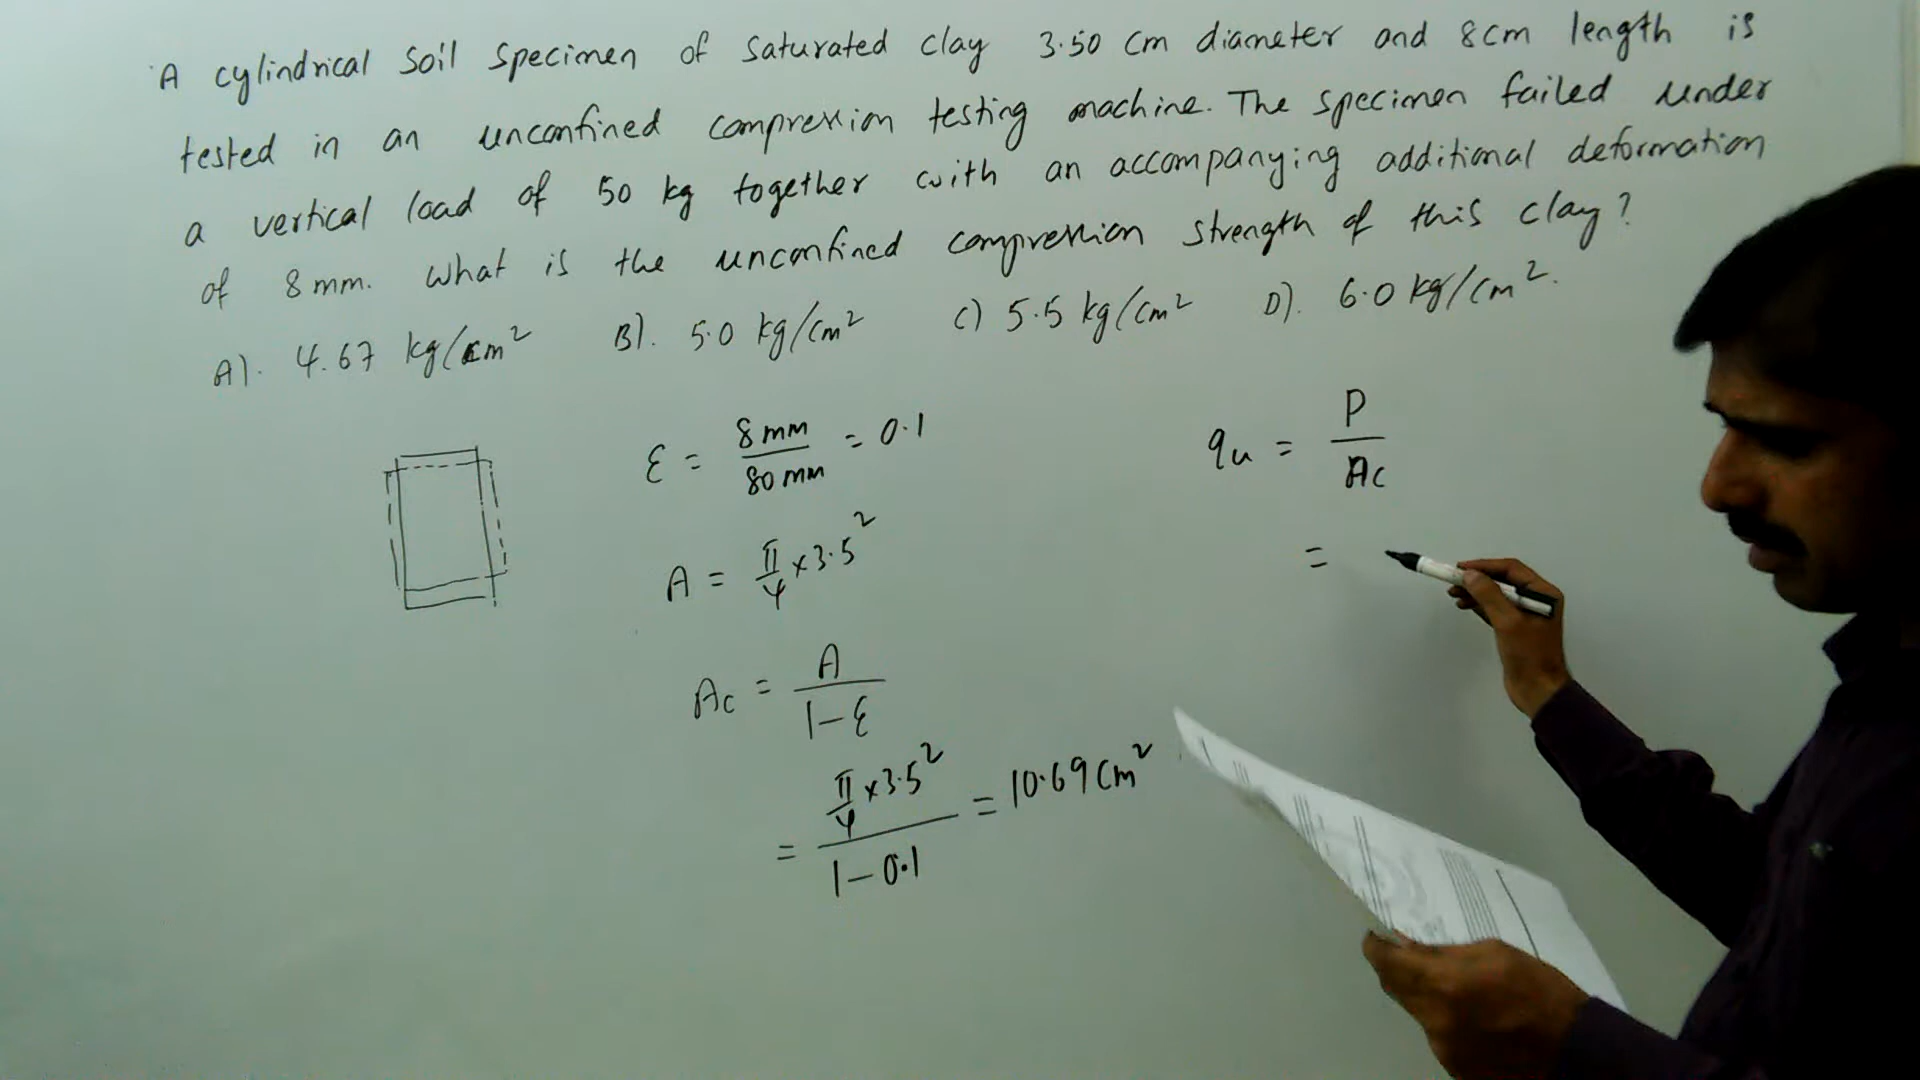 A cylindrical soil specimen of saturated clay 3.50 cm diameter and 8cm length is
tested in an unconfined compression testing machine. The specimen failed under
a vertical load of 50 kg together with an accompanying additional deformation
of 8 mm. What is the unconfined compression strength of this clay?
A). 4.67 kg/cm² B). 5.0 kg/cm² C) 5.5 kg/cm² D). 6.0 kg/cm².
ε = 8 mm / 80 mm = 0.1
qu = P / Ac
A = π/4 × 3.5²
=
Ac = A / 1-ε
= π/4 × 3.5² / 1-0.1 = 10.69 cm²